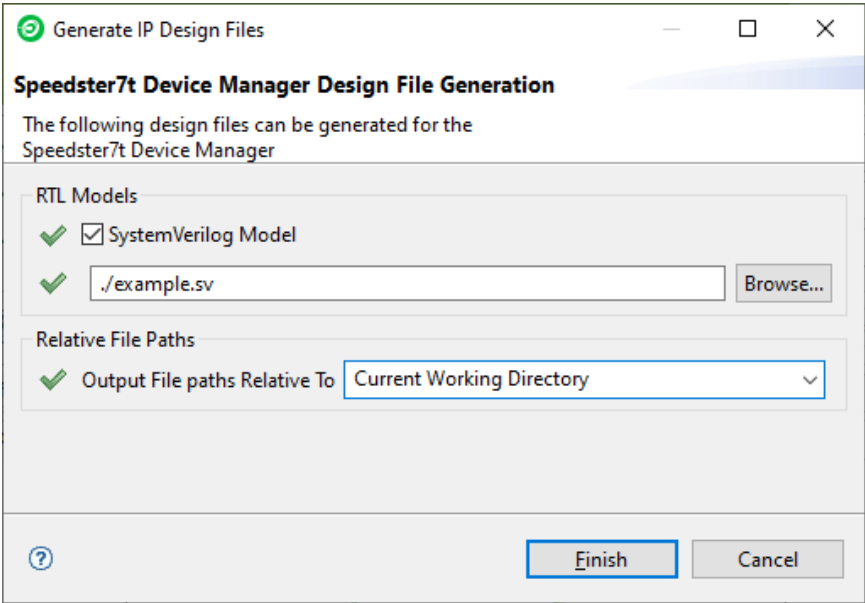 Generate IP Design Files
Speedster7t Device Manager Design File Generation
The following design files can be generated for the
Speedster7t Device Manager
RTL Models
SystemVerilog Model
./example.sv
Browse...
Relative File Paths
Output File paths Relative To
Current Working Directory
?
Finish
Cancel